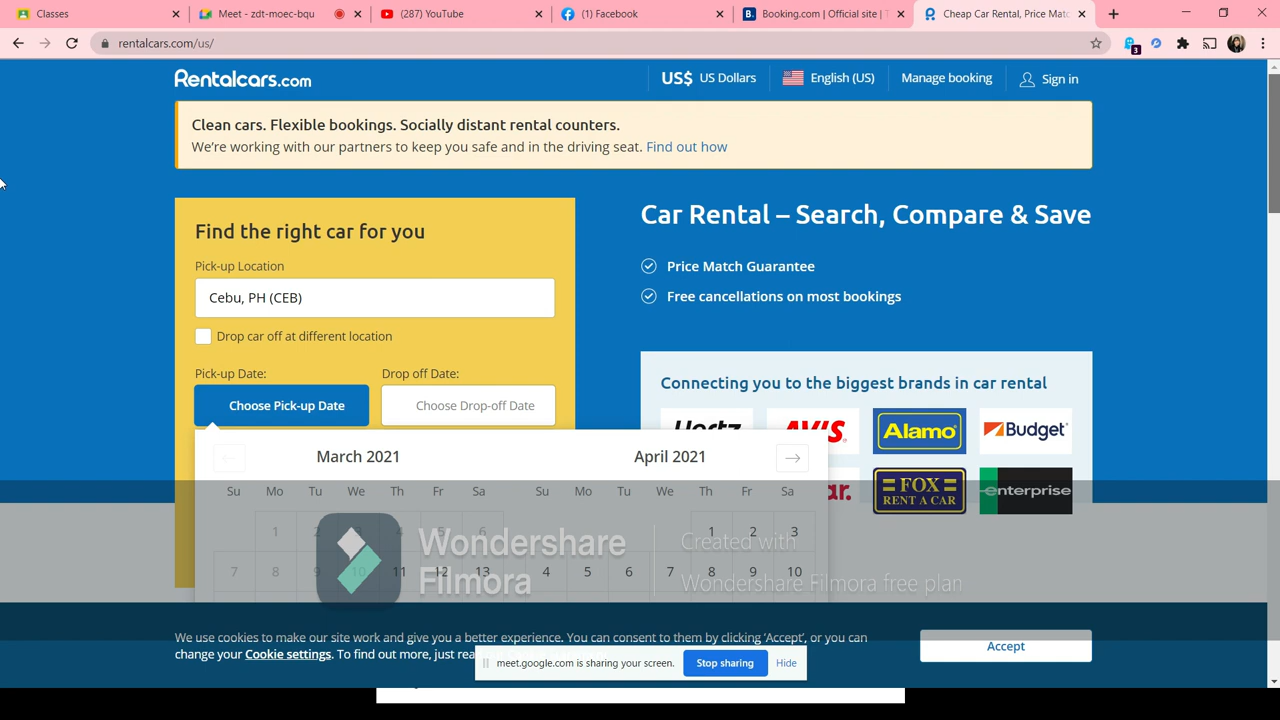 Classes
Meet - zdt-moec-bqu
(287) YouTube
(1) Facebook
Booking.com | Official site | T
Cheap Car Rental, Price Matc
rentalcars.com/us/
3
Rentalcars.com
US$ US Dollars
English (US)
Manage booking
Sign in
Clean cars. Flexible bookings. Socially distant rental counters.
We're working with our partners to keep you safe and in the driving seat. Find out how
Find the right car for you
Pick-up Location
Cebu, PH (CEB)
Drop car off at different location
Pick-up Date:
Drop off Date:
Choose Pick-up Date
Choose Drop-off Date
Car Rental – Search, Compare & Save
Price Match Guarantee
Free cancellations on most bookings
Connecting you to the biggest brands in car rental
Hertz AVIS Alamo Budget
ar. FOX RENT A CAR enterprise
March 2021
April 2021
Su Mo Tu We Th Fr Sa
Su Mo Tu We Th Fr Sa
1 2 3 4 5 6
1 2 3
7 8 9 10 11 12 13
4 5 6 7 8 9 10
Wondershare
Filmora
Created with
Wondershare Filmora free plan
We use cookies to make our site work and give you a better experience. You can consent to them by clicking 'Accept', or you can
change your Cookie settings. To find out more, just rea
Accept
meet.google.com is sharing your screen.
Stop sharing
Hide